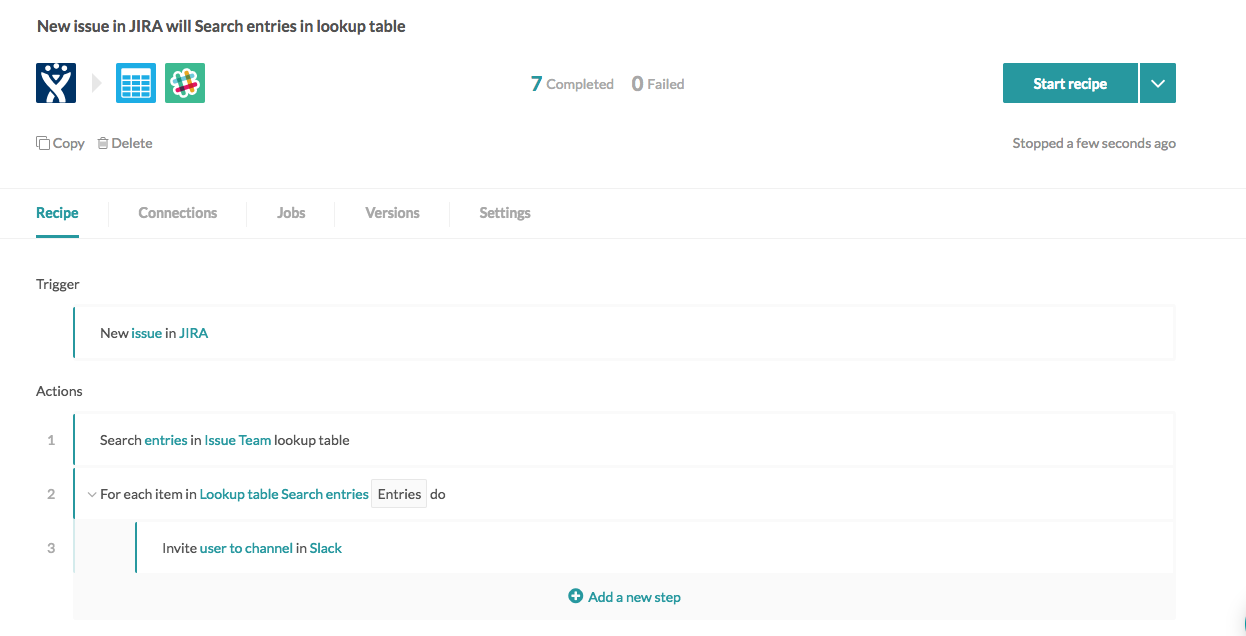 New issue in JIRA will Search entries in lookup table
7 Completed 0 Failed
Start recipe
Copy Delete
Stopped a few seconds ago
Recipe Connections Jobs Versions Settings
Trigger
New issue in JIRA
Actions
1 Search entries in Issue Team lookup table
2 For each item in Lookup table Search entries Entries do
3 Invite user to channel in Slack
Add a new step